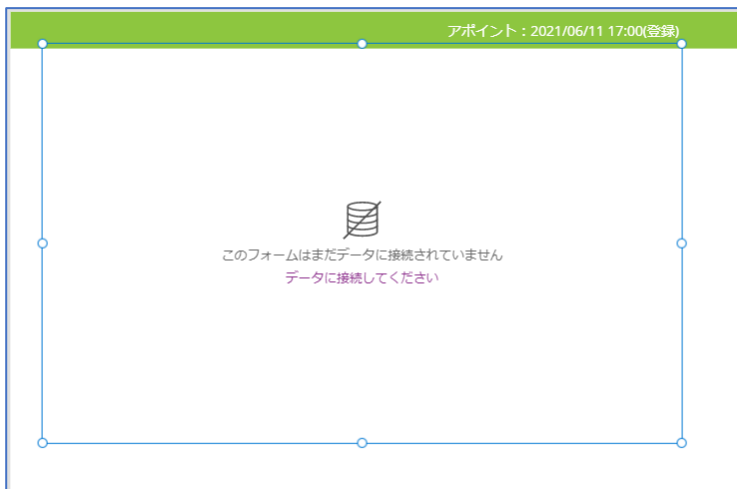 アポイント：2021/06/11 17:00(登録)
このフォームはまだデータに接続されていません
データに接続してください